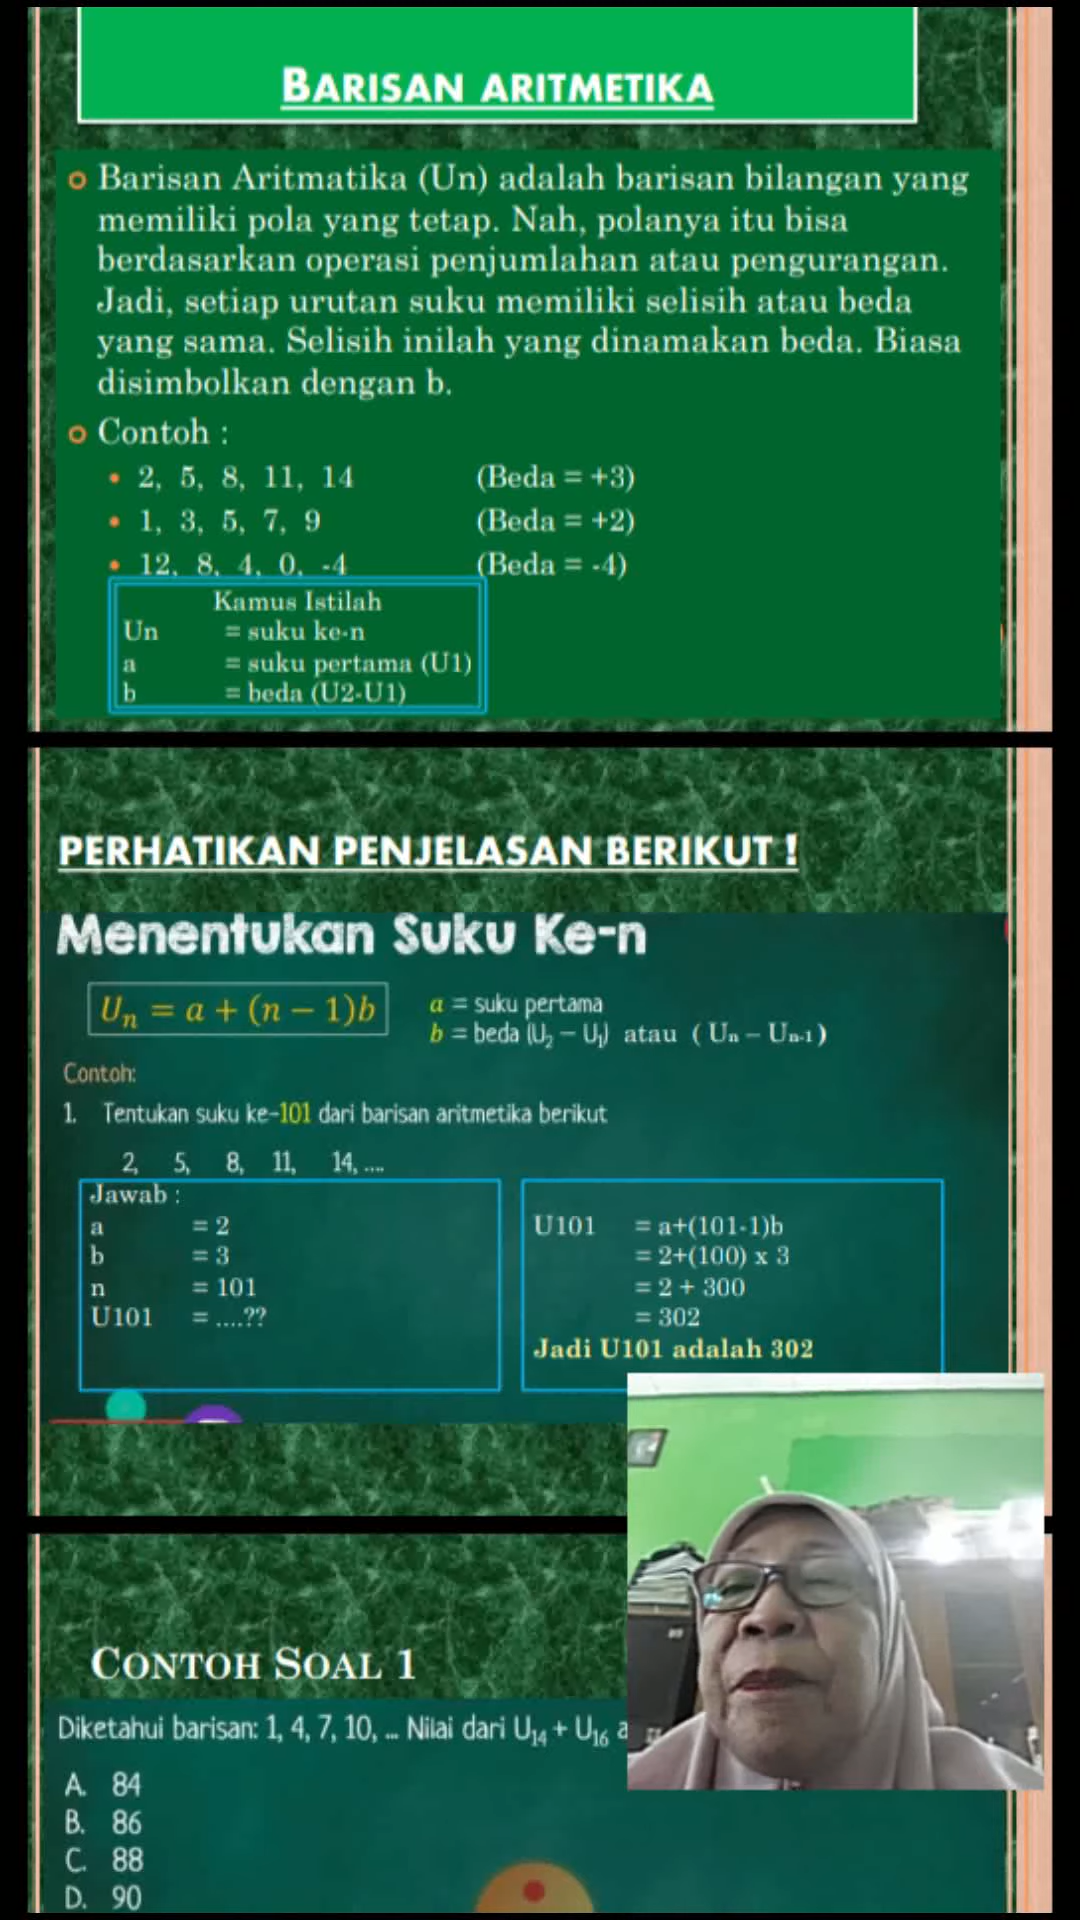 BARISAN ARITMETIKA
Barisan Aritmatika (Un) adalah barisan bilangan yang
memiliki pola yang tetap. Nah, polanya itu bisa
berdasarkan operasi penjumlahan atau pengurangan.
Jadi, setiap urutan suku memiliki selisih atau beda
yang sama. Selisih inilah yang dinamakan beda. Biasa
disimbolkan dengan b.
Contoh :
2, 5, 8, 11, 14 (Beda = +3)
1, 3, 5, 7, 9 (Beda = +2)
12, 8, 4, 0, -4 (Beda = -4)
Kamus Istilah
Un = suku ke-n
a = suku pertama (U1)
b = beda (U2-U1)
PERHATIKAN PENJELASAN BERIKUT !
Menentukan Suku Ke-n
Uₙ = a + (n − 1)b
a = suku pertama
b = beda (U₂ − U₁) atau ( Uₙ − Uₙ₋₁ )
Contoh:
1. Tentukan suku ke-101 dari barisan aritmetika berikut
2, 5, 8, 11, 14, ....
Jawab :
a = 2
b = 3
n = 101
U101 = ....??
U101 = a+(101-1)b
= 2+(100) x 3
= 2 + 300
= 302
Jadi U101 adalah 302
CONTOH SOAL 1
Diketahui barisan: 1, 4, 7, 10, ... Nilai dari U₁₄ + U₁₆ a
A. 84
B. 86
C. 88
D. 90